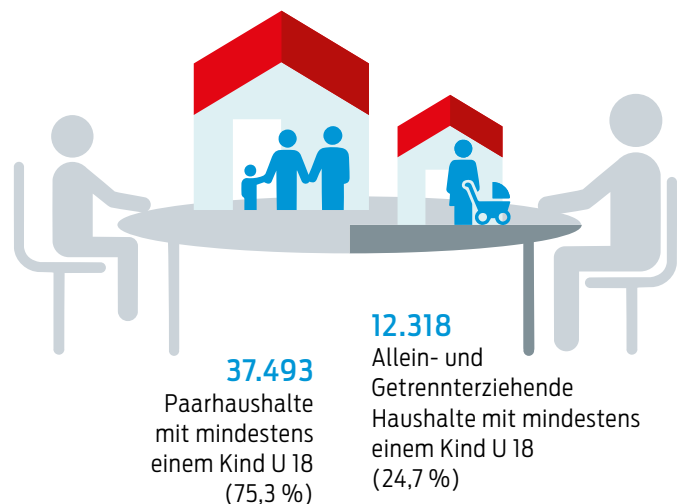 37.493
Paarhaushalte
mit mindestens
einem Kind U 18
(75,3 %)
12.318
Allein- und
Getrennterziehende
Haushalte mit mindestens
einem Kind U 18
(24,7 %)